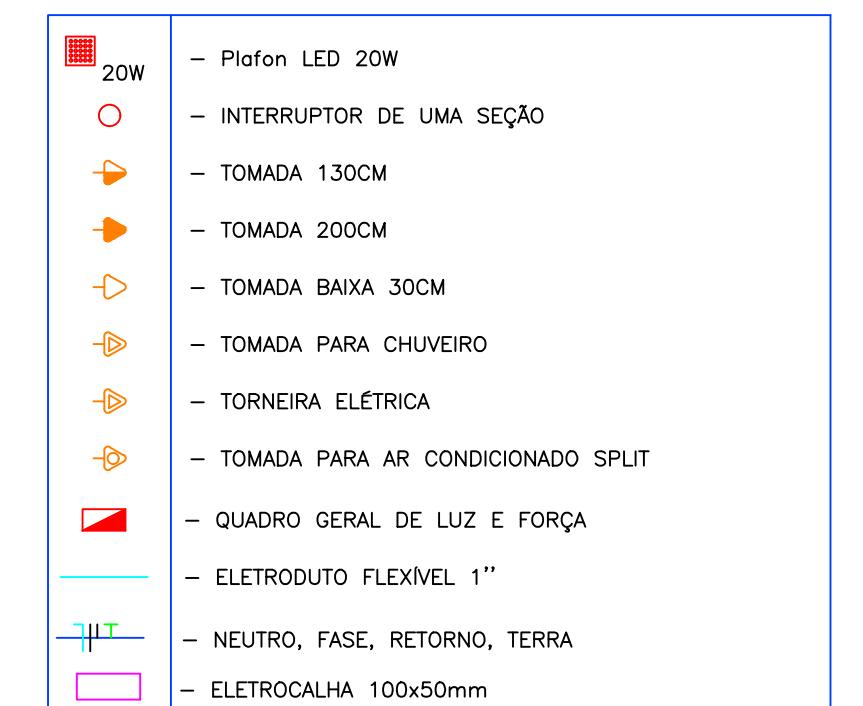 20W
– Plafon LED 20W
– INTERRUPTOR DE UMA SEÇÃO
– TOMADA 130CM
– TOMADA 200CM
– TOMADA BAIXA 30CM
– TOMADA PARA CHUVEIRO
– TORNEIRA ELÉTRICA
– TOMADA PARA AR CONDICIONADO SPLIT
– QUADRO GERAL DE LUZ E FORÇA
– ELETRODUTO FLEXÍVEL 1''
– NEUTRO, FASE, RETORNO, TERRA
– ELETROCALHA 100x50mm